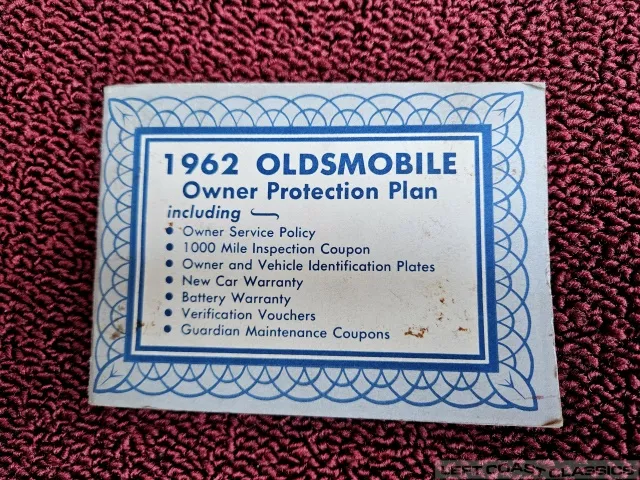 1962 OLDSMOBILE
Owner Protection Plan
including
• Owner Service Policy
• 1000 Mile Inspection Coupon
• Owner and Vehicle Identification Plates
• New Car Warranty
• Battery Warranty
• Verification Vouchers
• Guardian Maintenance Coupons
LEFT COAST CLASSICS